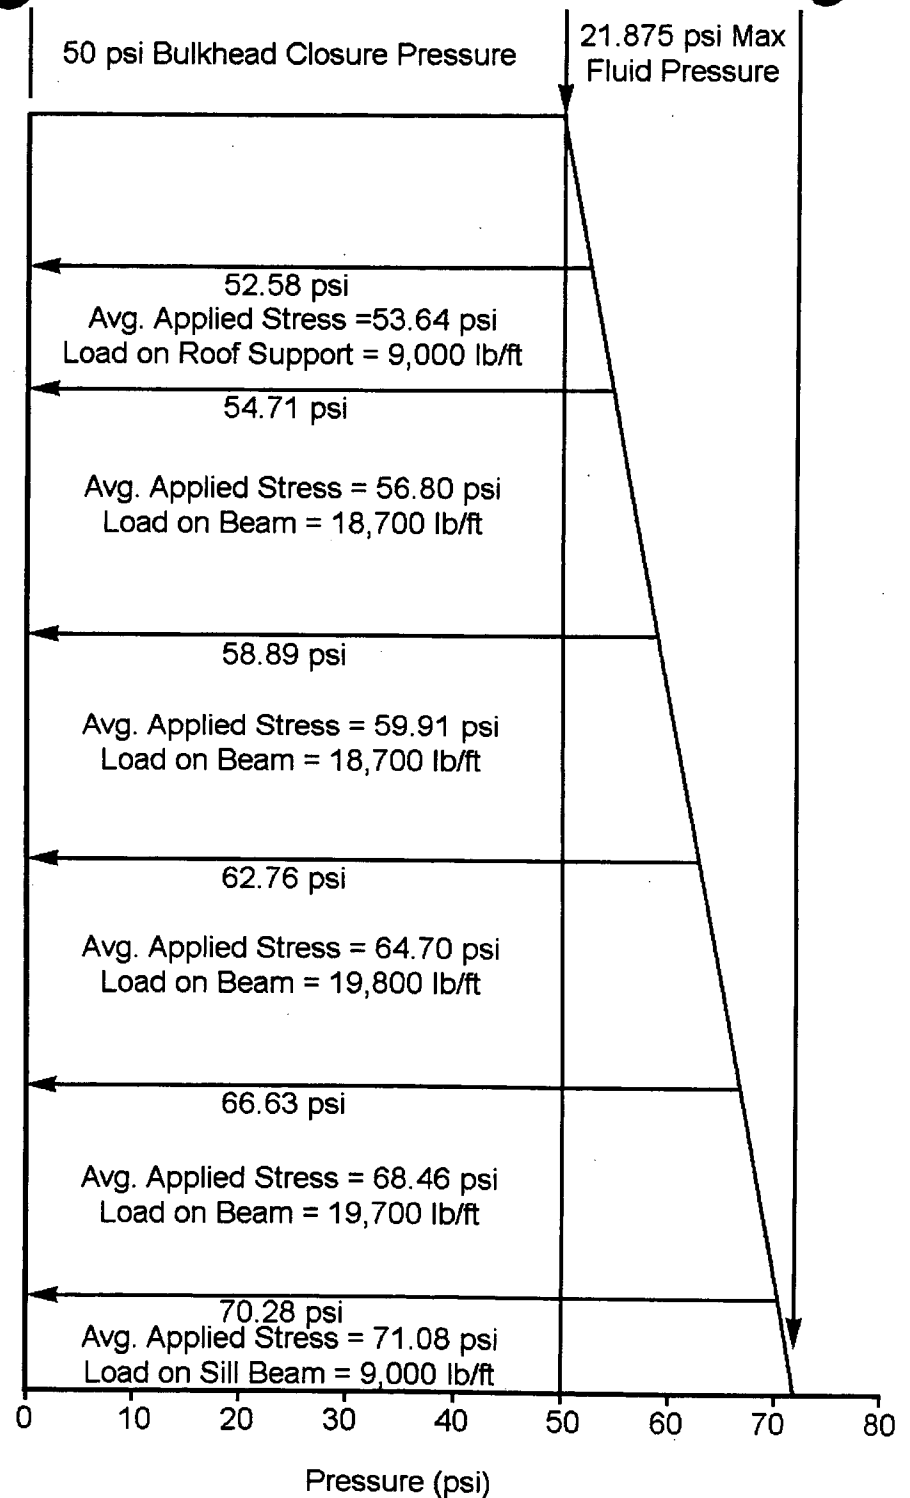 50 psi Bulkhead Closure Pressure
21.875 psi Max
Fluid Pressure
52.58 psi
Avg. Applied Stress =53.64 psi
Load on Roof Support = 9,000 lb/ft
54.71 psi
Avg. Applied Stress = 56.80 psi
Load on Beam = 18,700 lb/ft
58.89 psi
Avg. Applied Stress = 59.91 psi
Load on Beam = 18,700 lb/ft
62.76 psi
Avg. Applied Stress = 64.70 psi
Load on Beam = 19,800 lb/ft
66.63 psi
Avg. Applied Stress = 68.46 psi
Load on Beam = 19,700 lb/ft
70.28 psi
Avg. Applied Stress = 71.08 psi
Load on Sill Beam = 9,000 lb/ft
0 10 20 30 40 50 60 70 80
Pressure (psi)